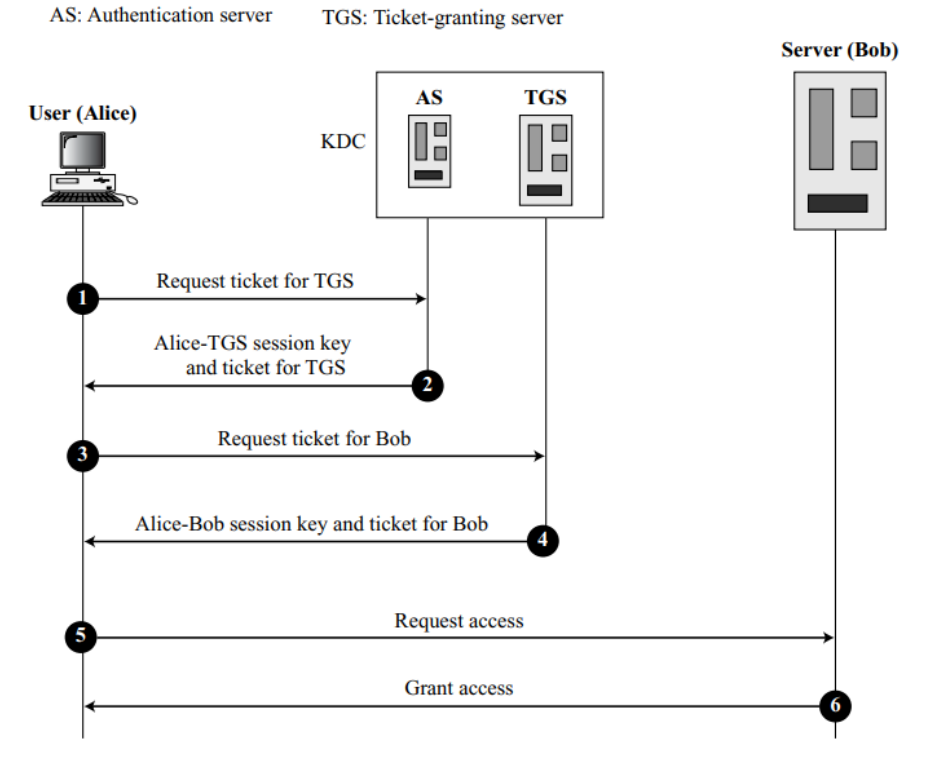 AS: Authentication server
TGS: Ticket-granting server
Server (Bob)
User (Alice)
KDC
AS
TGS
Request ticket for TGS
1
Alice-TGS session key
and ticket for TGS
2
Request ticket for Bob
3
Alice-Bob session key and ticket for Bob
4
Request access
5
Grant access
6